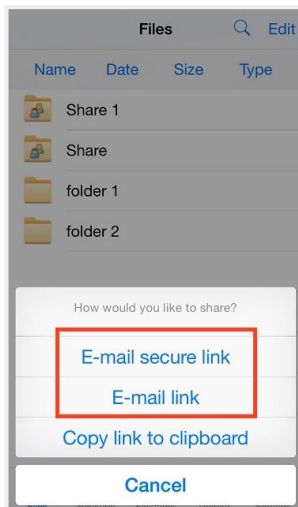 Files
Edit
Name Date Size Type
Share 1
Share
folder 1
folder 2
How would you like to share?
E-mail secure link
E-mail link
Copy link to clipboard
Cancel